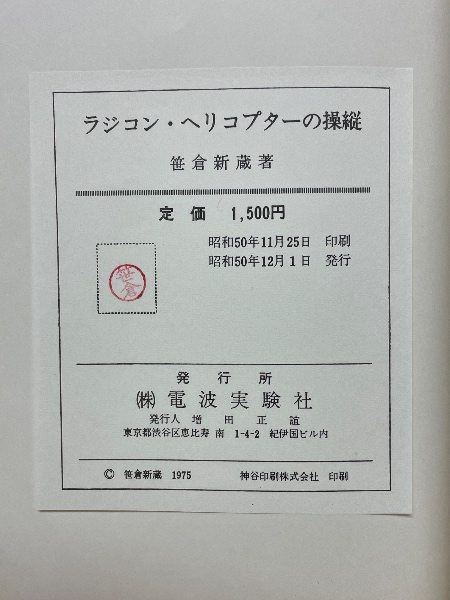 ラジコン・ヘリコプターの操縦
笹倉新蔵著
定価 1,500円
昭和50年11月25日 印刷
昭和50年12月1日 発行
笹倉
発行所
㈱電波実験社
発行人 増田正誼
東京都渋谷区恵比寿南 1-4-2 紀伊国ビル内
© 笹倉新蔵 1975 神谷印刷株式会社 印刷